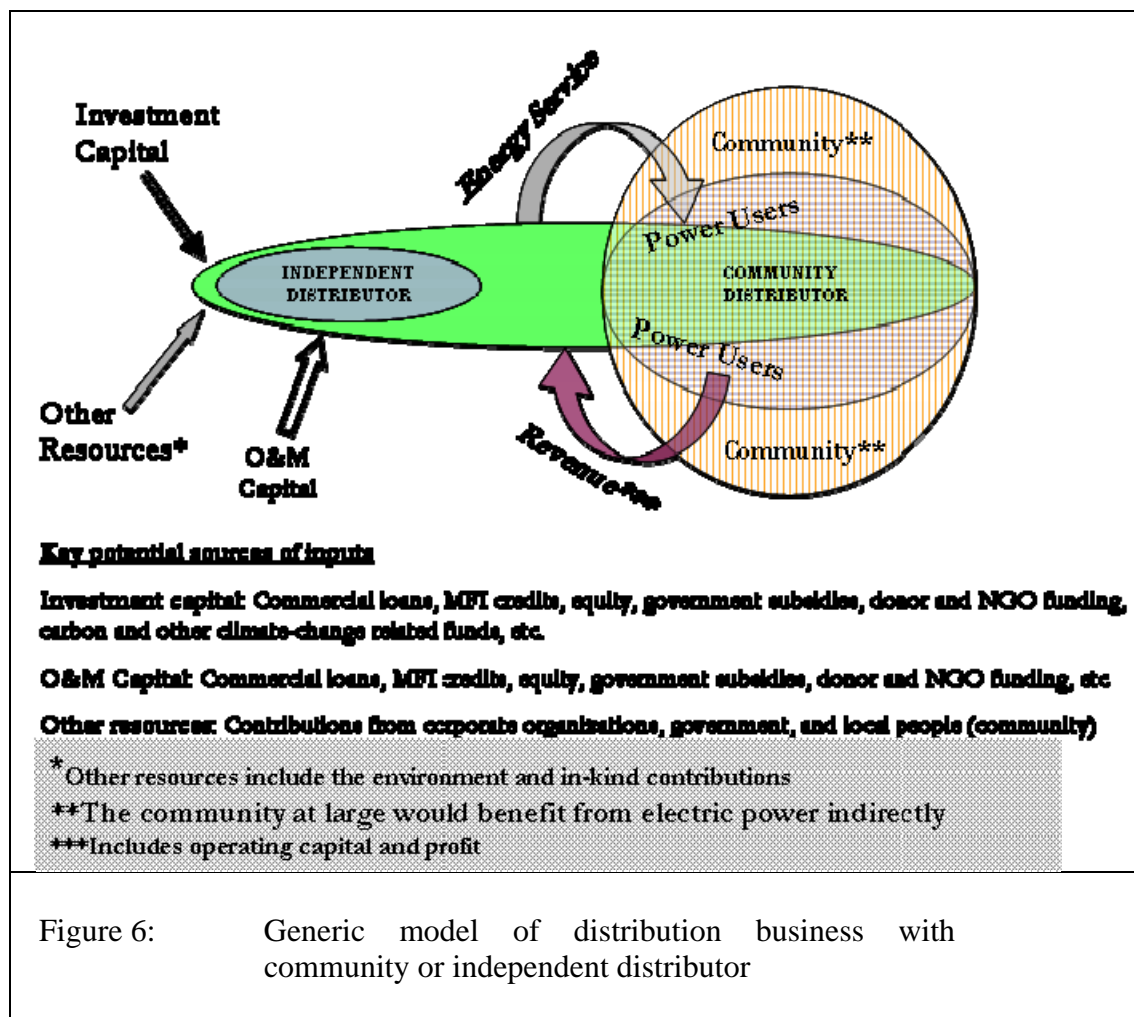 Investment
Capital
Energy Service
Community**
Power Users
INDEPENDENT
DISTRIBUTOR
COMMUNITY
DISTRIBUTOR
Power Users
Other
Resources*
O&M
Capital
Revenue***
Community**
Key potential sources of inputs
Investment capital: Commercial loans, MFI credits, equity, government subsidies, donor and NGO funding,
carbon and other climate-change related funds, etc.
O&M Capital: Commercial loans, MFI credits, equity, government subsidies, donor and NGO funding, etc
Other resources: Contributions from corporate organizations, government, and local people (community)
*Other resources include the environment and in-kind contributions
**The community at large would benefit from electric power indirectly
***Includes operating capital and profit
Figure 6: Generic model of distribution business with
community or independent distributor